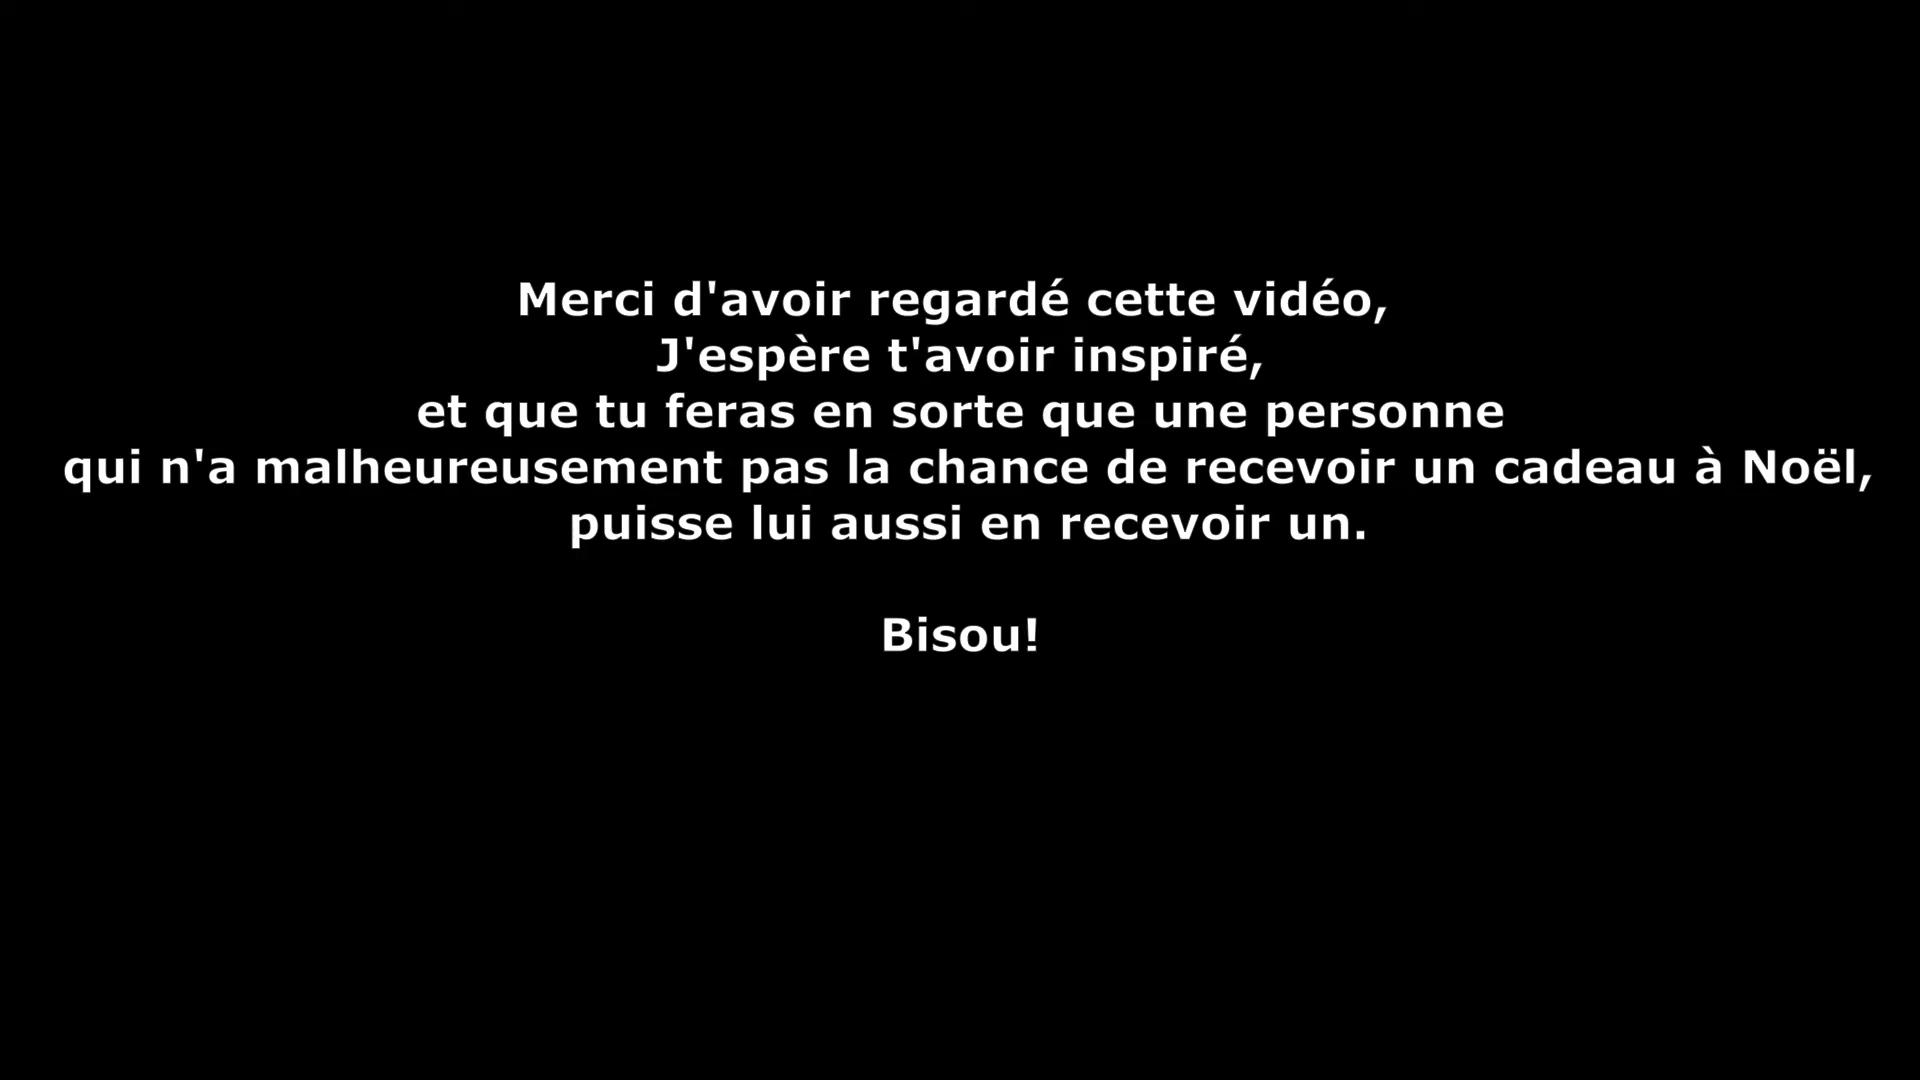 Merci d'avoir regardé cette vidéo,
J'espère t'avoir inspiré,
et que tu feras en sorte que une personne
qui n'a malheureusement pas la chance de recevoir un cadeau à Noël,
puisse lui aussi en recevoir un.
Bisou!